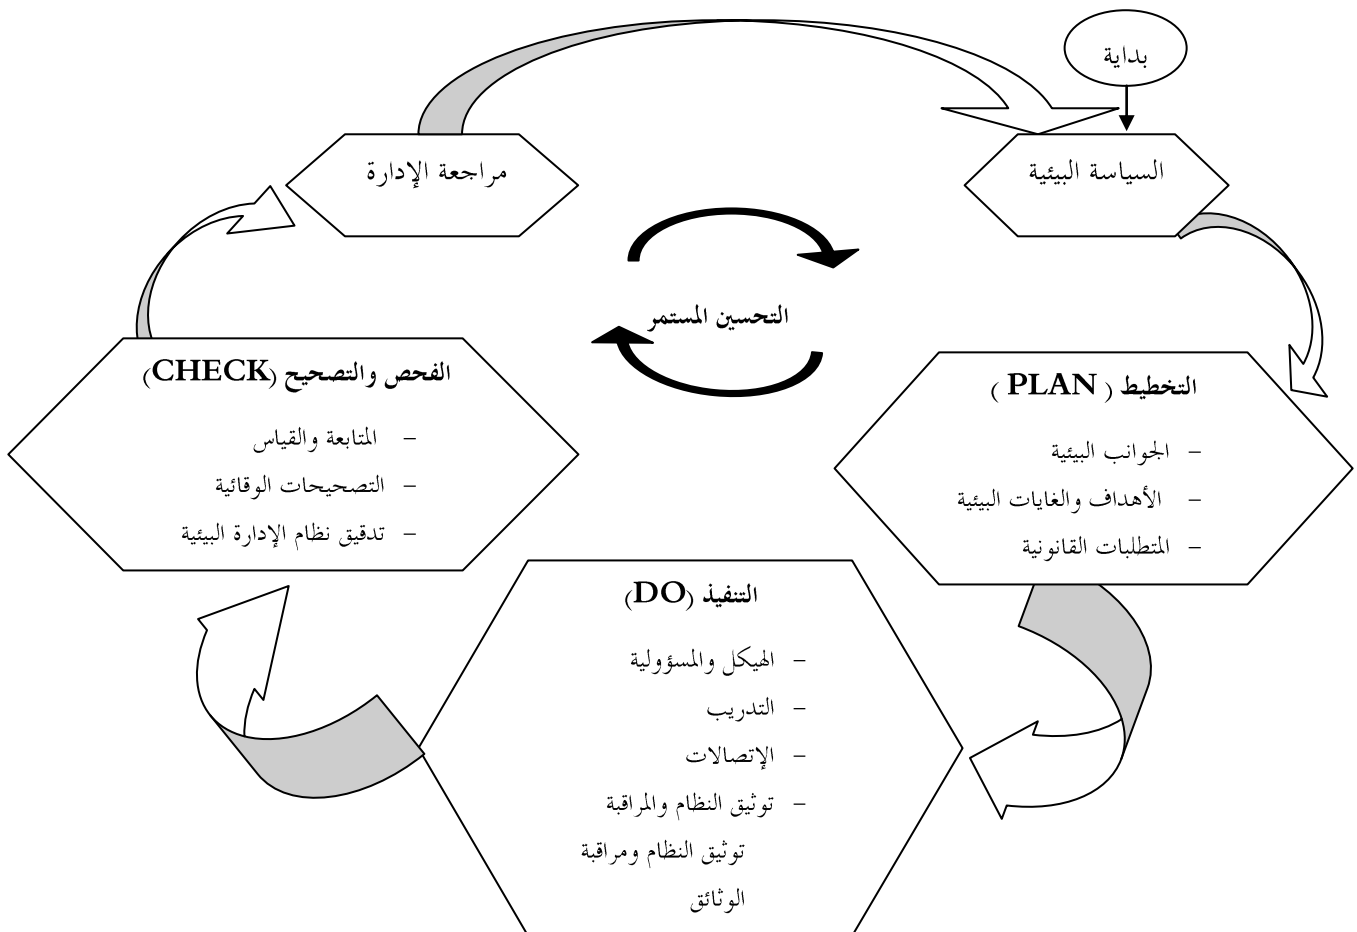 بداية
السياسة البيئية
مراجعة الإدارة
التحسين المستمر
التخطيط ( PLAN )
– الجوانب البيئية
– الأهداف والغايات البيئية
– المتطلبات القانونية
التنفيذ (DO)
– الهيكل والمسؤولية
– التدريب
– الإتصالات
– توثيق النظام والمراقبة
توثيق النظام ومراقبة
الوثائق
الفحص والتصحيح (CHECK)
– المتابعة والقياس
– التصحيحات الوقائية
– تدقيق نظام الإدارة البيئية